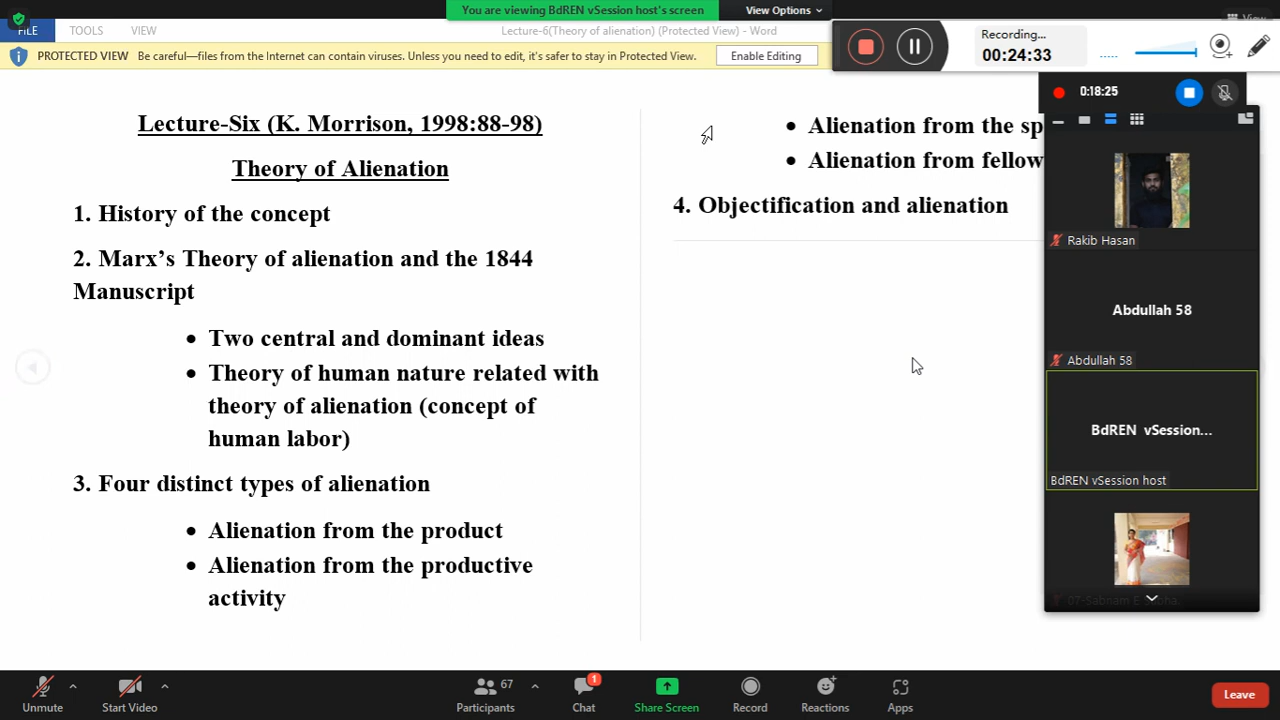 You are viewing BdREN vSession host's screen
View Options
View
FILE
TOOLS
VIEW
Lecture-6(Theory of alienation) (Protected View) - Word
Recording...
00:24:33
PROTECTED VIEW
Be careful—files from the Internet can contain viruses. Unless you need to edit, it's safer to stay in Protected View.
Enable Editing
0:18:25
Lecture-Six (K. Morrison, 1998:88-98)
Theory of Alienation
1. History of the concept
2. Marx's Theory of alienation and the 1844
Manuscript
• Two central and dominant ideas
• Theory of human nature related with
theory of alienation (concept of
human labor)
3. Four distinct types of alienation
• Alienation from the product
• Alienation from the productive
activity
• Alienation from the sp
• Alienation from fellow
4. Objectification and alienation
Rakib Hasan
Abdullah 58
Abdullah 58
BdREN vSession...
BdREN vSession host
Unmute
Start Video
67
Participants
1
Chat
Share Screen
Record
Reactions
Apps
Leave